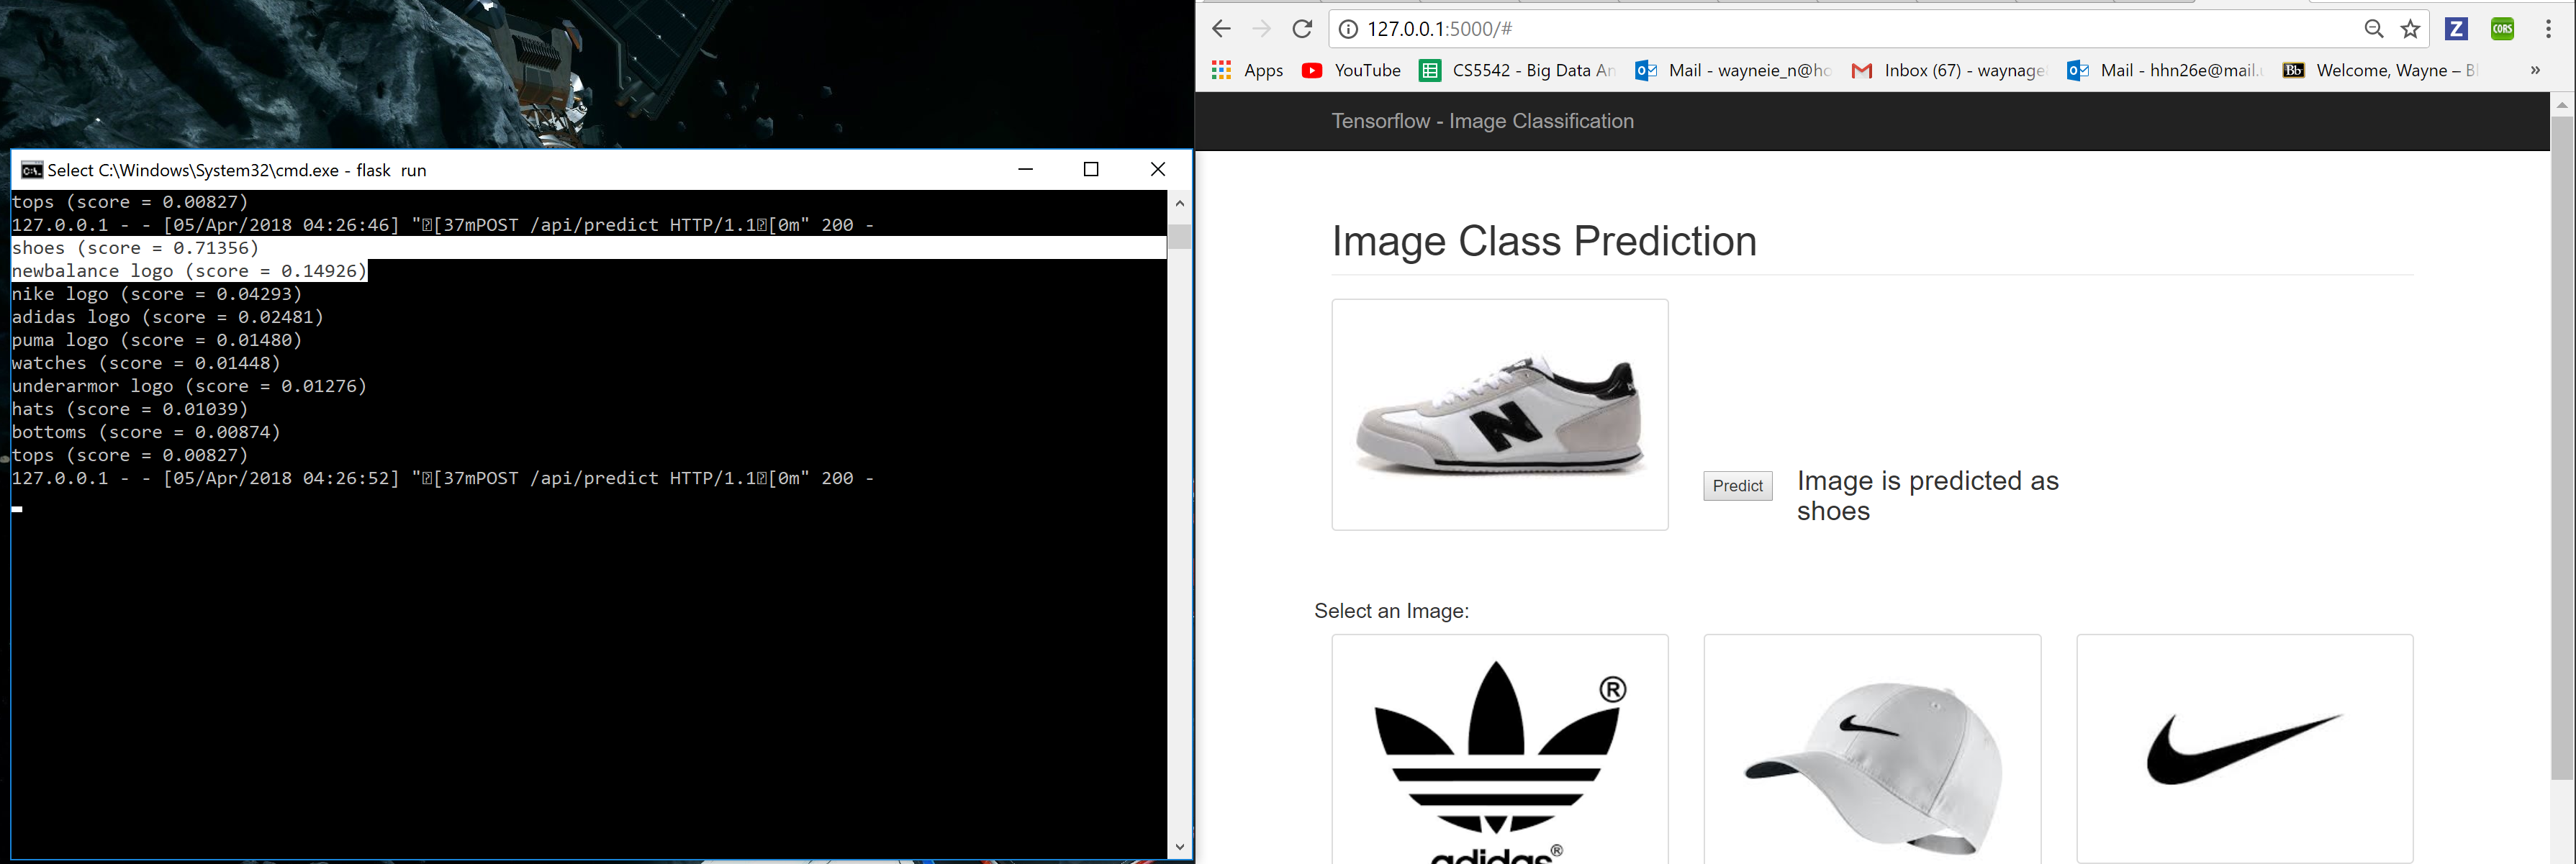 Select C:\Windows\System32\cmd.exe - flask  run
tops (score = 0.00827)
127.0.0.1 - - [05/Apr/2018 04:26:46] "[37mPOST /api/predict HTTP/1.1[0m" 200 -
shoes (score = 0.71356)
newbalance logo (score = 0.14926)
nike logo (score = 0.04293)
adidas logo (score = 0.02481)
puma logo (score = 0.01480)
watches (score = 0.01448)
underarmor logo (score = 0.01276)
hats (score = 0.01039)
bottoms (score = 0.00874)
tops (score = 0.00827)
127.0.0.1 - - [05/Apr/2018 04:26:52] "[37mPOST /api/predict HTTP/1.1[0m" 200 -
127.0.0.1:5000/#
Z CORS
Apps YouTube CS5542 - Big Data An Mail - wayneie_n@ho Inbox (67) - waynage Mail - hhn26e@mail. Bb Welcome, Wayne – Bl »
Tensorflow - Image Classification
Image Class Prediction
N
Predict
Image is predicted as
shoes
Select an Image:
®
adidas®